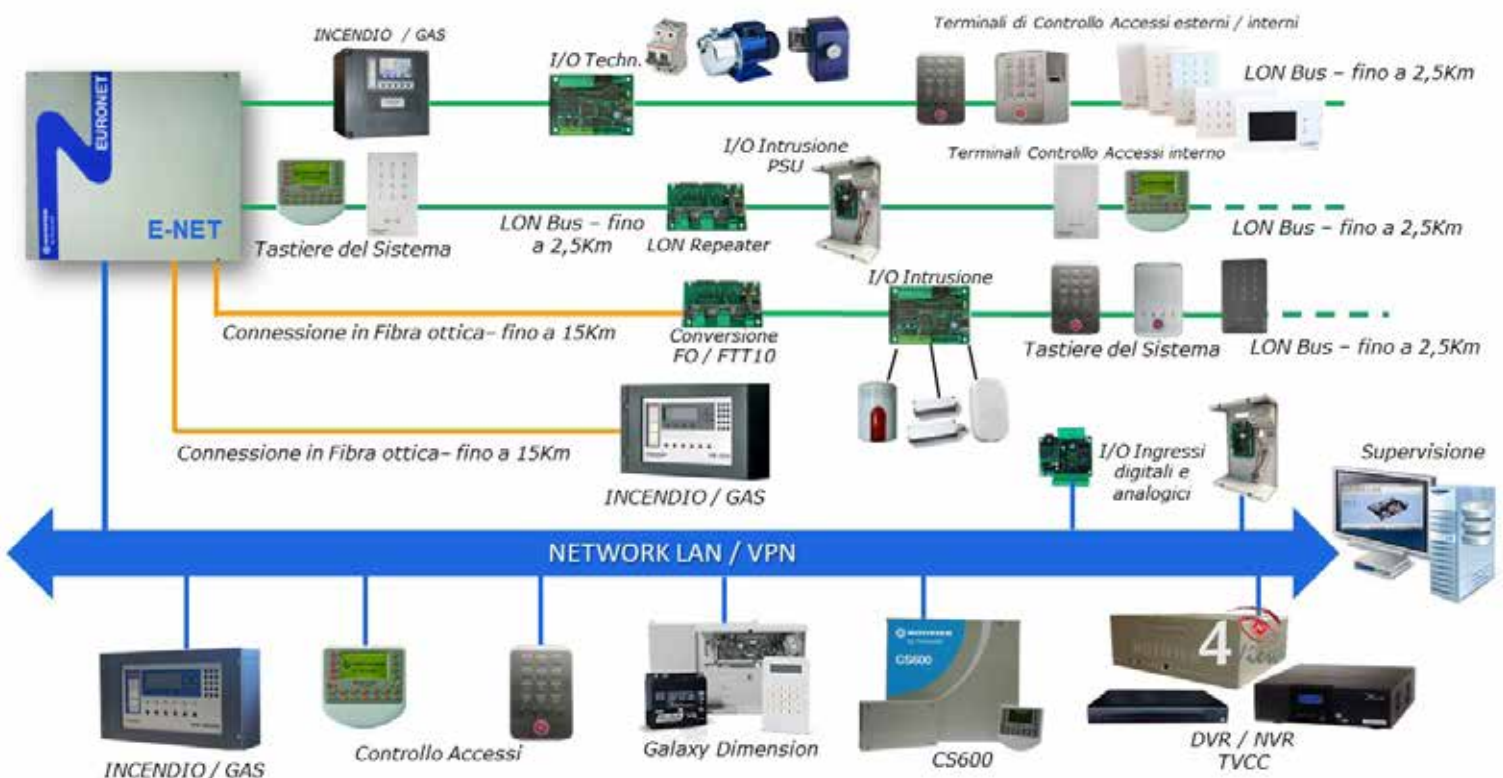 INCENDIO / GAS
I/O Techn.
Terminali di Controllo Accessi esterni / interni
LON Bus – fino a 2,5Km
EURONET
E-NET
Tastiere del Sistema
LON Bus – fino
a 2,5Km
LON Repeater
I/O Intrusione
PSU
Terminali Controllo Accessi interno
LON Bus – fino a 2,5Km
Connessione in Fibra ottica– fino a 15Km
Conversione
FO / FTT10
I/O Intrusione
Tastiere del Sistema
LON Bus – fino a 2,5Km
Connessione in Fibra ottica– fino a 15Km
INCENDIO / GAS
I/O Ingressi
digitali e
analogici
Supervisione
NETWORK LAN / VPN
INCENDIO / GAS
Controllo Accessi
Galaxy Dimension
CS600
CS600
4
View
DVR / NVR
TVCC